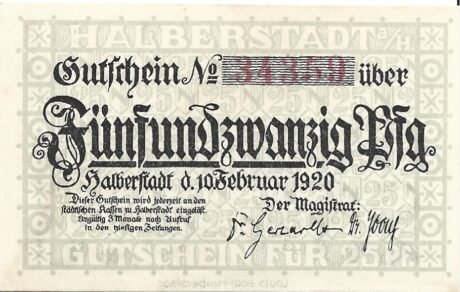 HALBERSTADT a/H
Gutschein № 34359 über
Fünfundzwanzig Pfg
Halberstadt d. 10. Februar 1920
Dieser Gutschein wird jederzeit an den
städtischen Kassen zu Halberstadt eingelöst.
Ungültig 3 Monate nach Aufruf
in den hiesigen Zeitungen.
Der Magistrat:
GUTSCHEIN FÜR 25